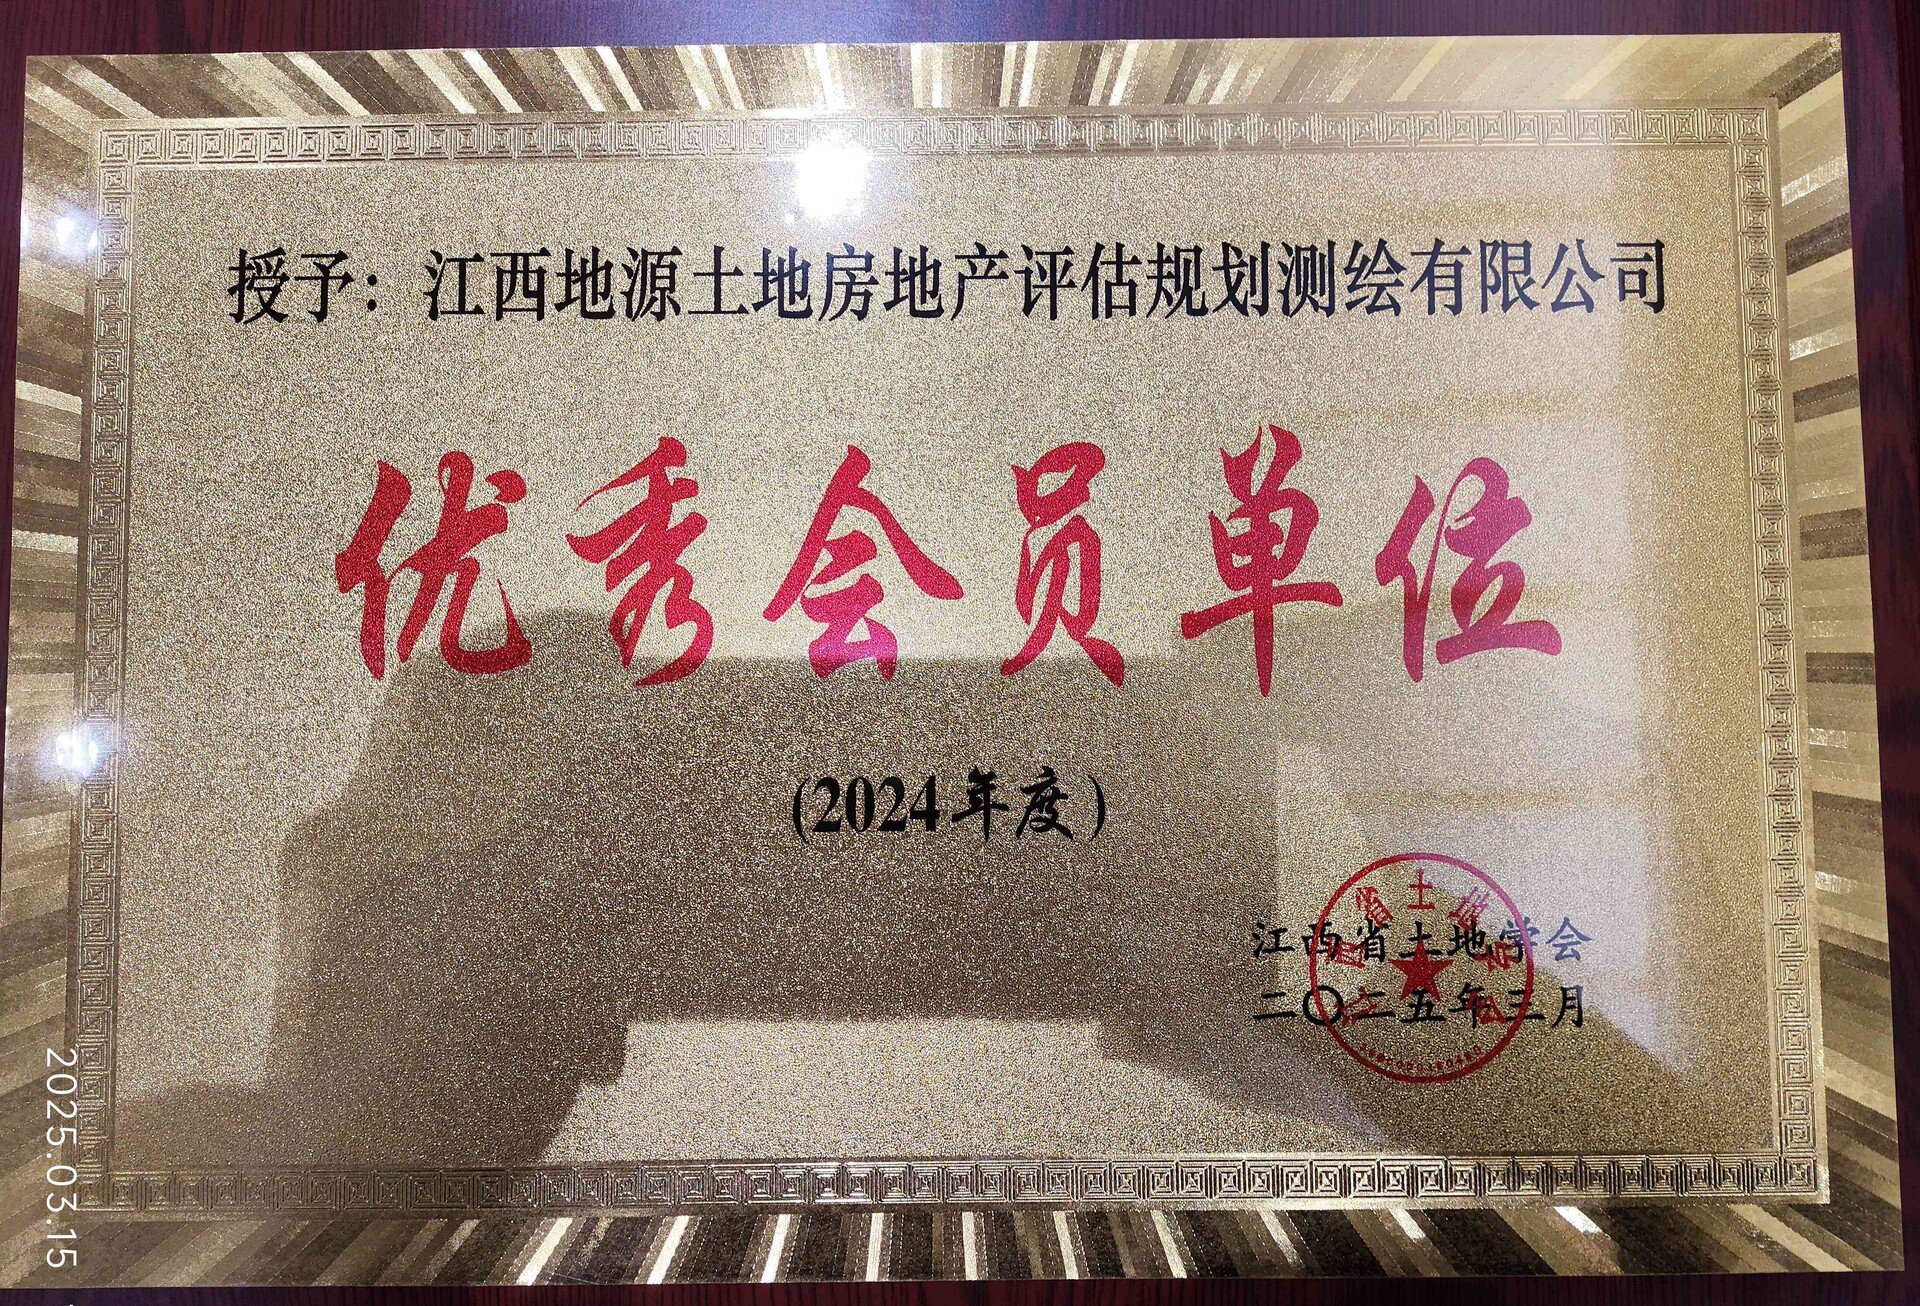 授予：江西地源土地房地产评估规划测绘有限公司
优秀会员单位
(2024年度)
江西省土地学会
二〇二五年三月
2025.03.15